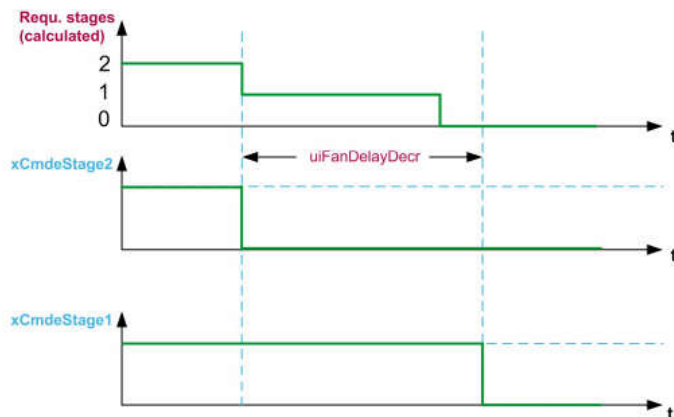 Requ. stages
(calculated)
2
1
0
t
uiFanDelayDecr
xCmdeStage2
t
xCmdeStage1
t